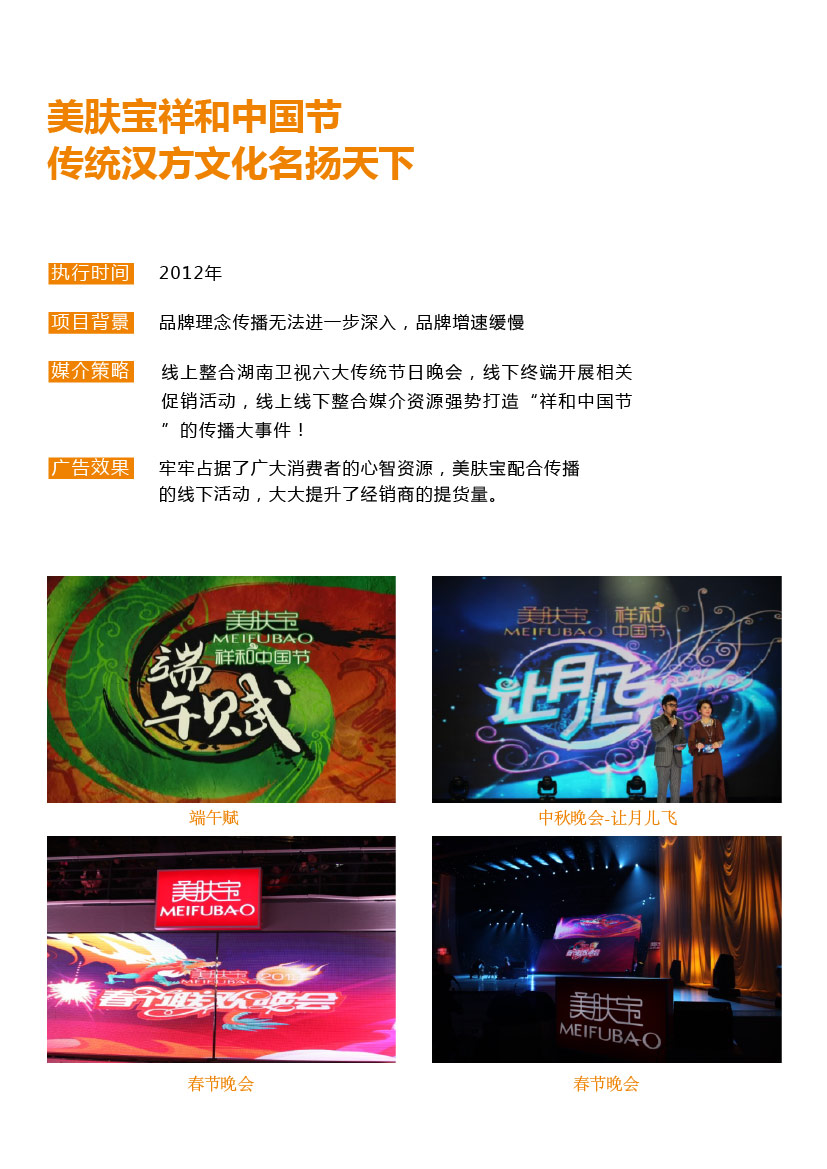 美肤宝祥和中国节
传统汉方文化名扬天下
执行时间 2012年
项目背景 品牌理念传播无法进一步深入，品牌增速缓慢
媒介策略 线上整合湖南卫视六大传统节日晚会，线下终端开展相关
促销活动，线上线下整合媒介资源强势打造“祥和中国节
”的传播大事件！
广告效果 牢牢占据了广大消费者的心智资源，美肤宝配合传播
的线下活动，大大提升了经销商的提货量。
美肤宝
MEIFUBAO
祥和中国节
端午赋
美肤宝 祥和
MEIFUBAO 中国节
让月儿飞
端午赋
中秋晚会-让月儿飞
美肤宝
MEIFUBAO
美肤宝
MEIFUBAO
春节联欢晚会
春节联欢晚会
美肤宝
MEIFUBAO
春节晚会
春节晚会